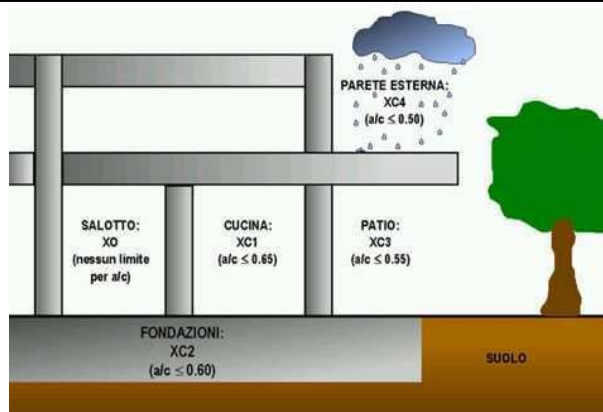 PARETE ESTERNA:
XC4
(a/c ≤ 0.50)
SALOTTO:
XO
(nessun limite
per a/c)
CUCINA:
XC1
(a/c ≤ 0.65)
PATIO:
XC3
(a/c ≤ 0.55)
FONDAZIONI:
XC2
(a/c ≤ 0.60)
SUOLO